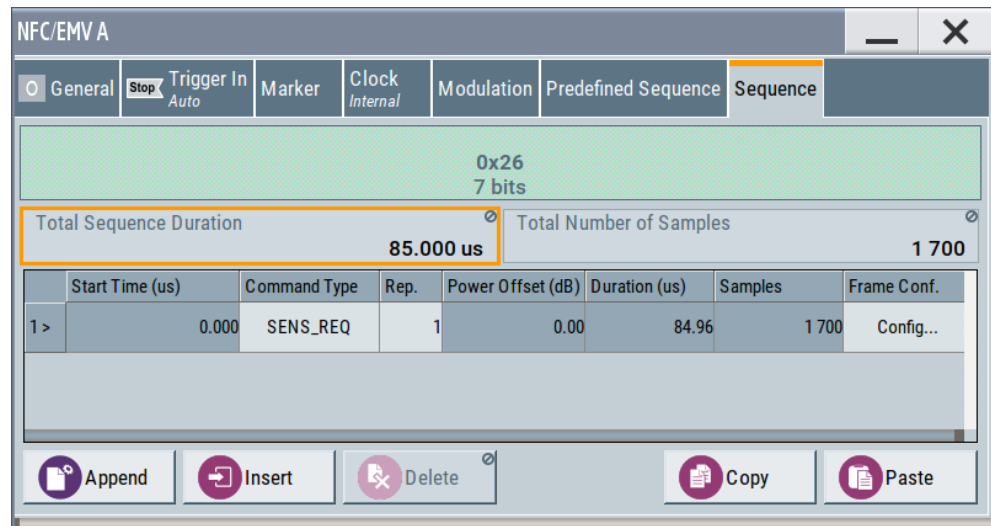 NFC/EMV A
O General Stop Trigger In Marker Clock Modulation Predefined Sequence Sequence
Auto Internal
0x26
7 bits
Total Sequence Duration Total Number of Samples
85.000 us 1 700
Start Time (us) Command Type Rep. Power Offset (dB) Duration (us) Samples Frame Conf.
1 > 0.000 SENS_REQ 1 0.00 84.96 1 700 Config...
Append Insert Delete Copy Paste